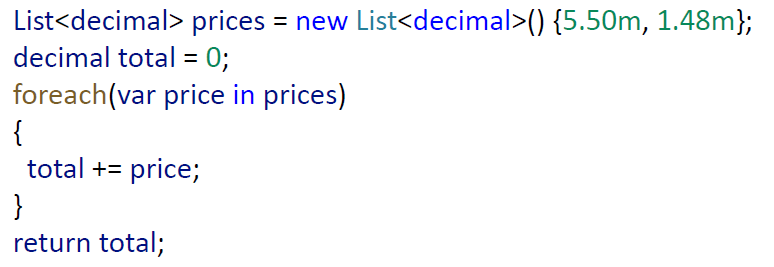 List<decimal> prices = new List<decimal>() {5.50m, 1.48m};
decimal total = 0;
foreach(var price in prices)
{
  total += price;
}
return total;